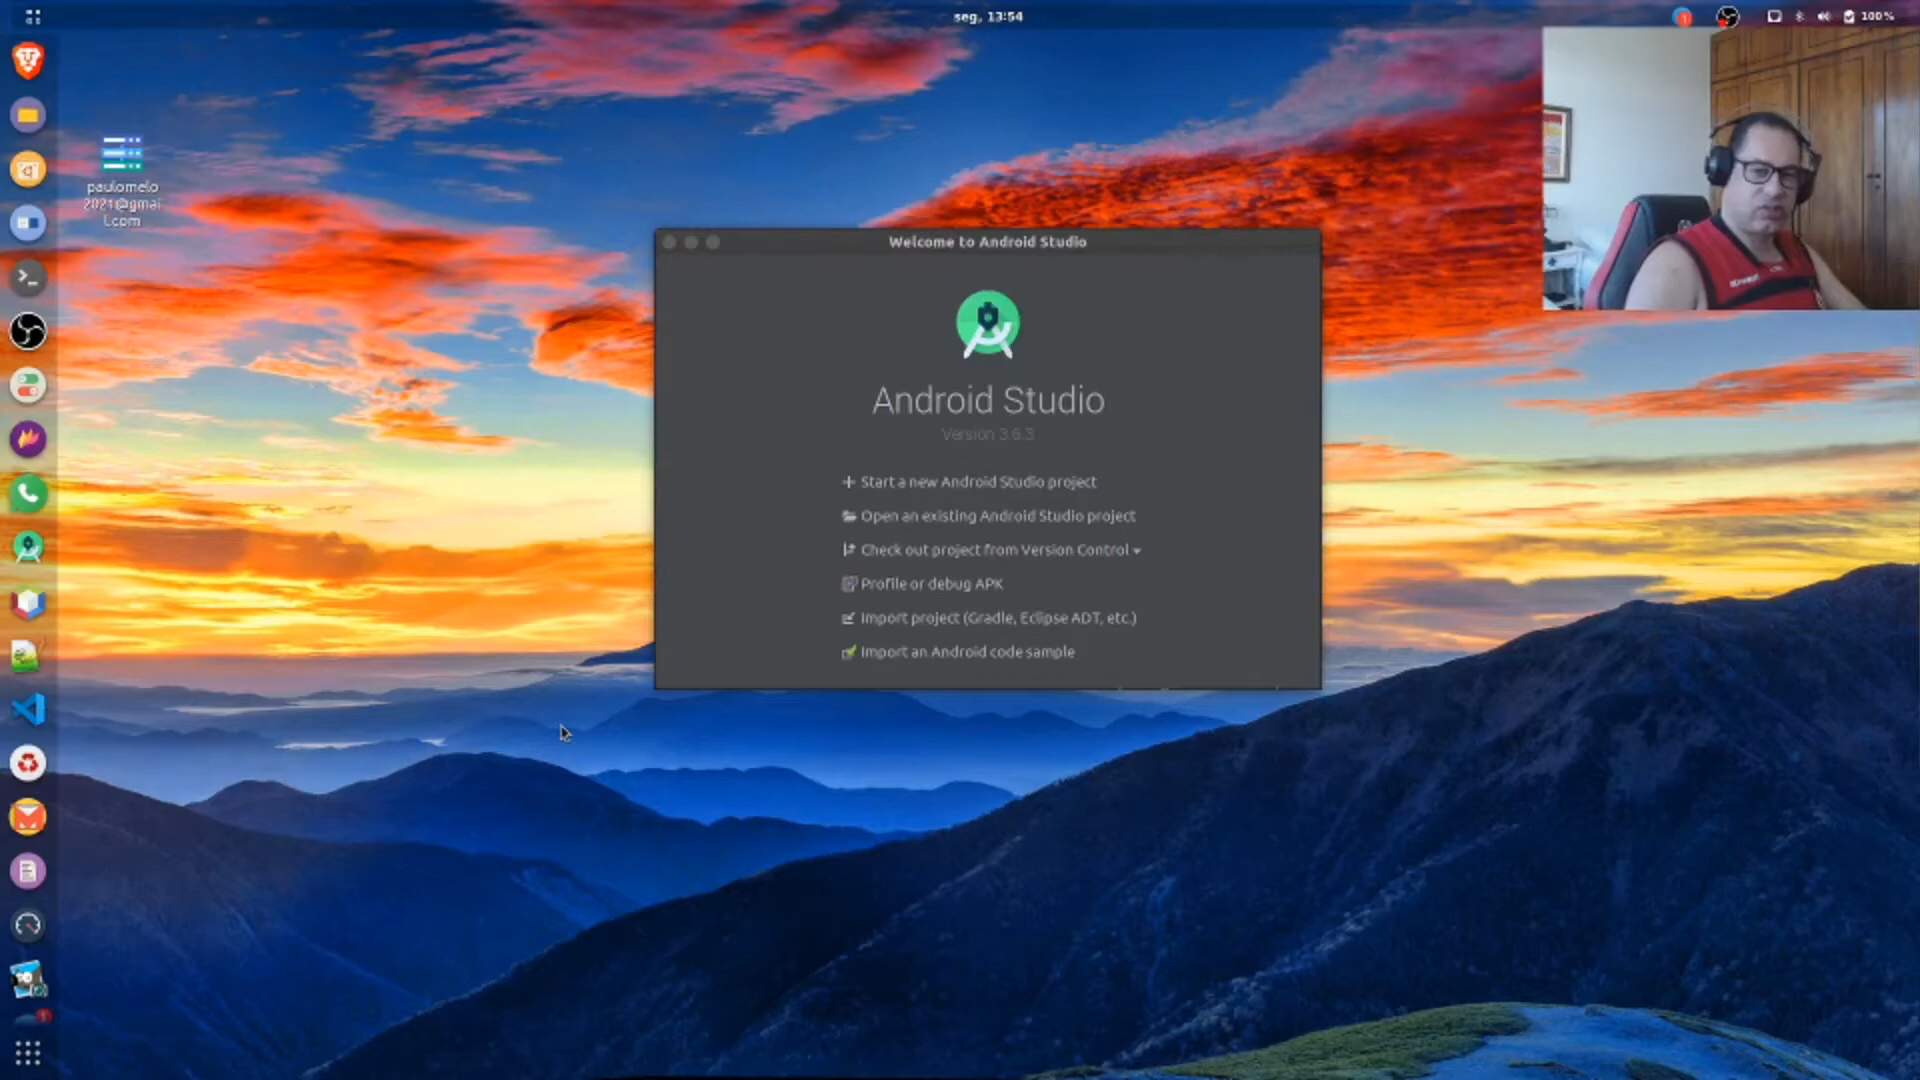 seg, 13:54
1
100%
paulomelo
2021@gmai
l.com
Welcome to Android Studio
Android Studio
Version 3.6.3
Start a new Android Studio project
Open an existing Android Studio project
Check out project from Version Control
Profile or debug APK
Import project (Gradle, Eclipse ADT, etc.)
Import an Android code sample
1